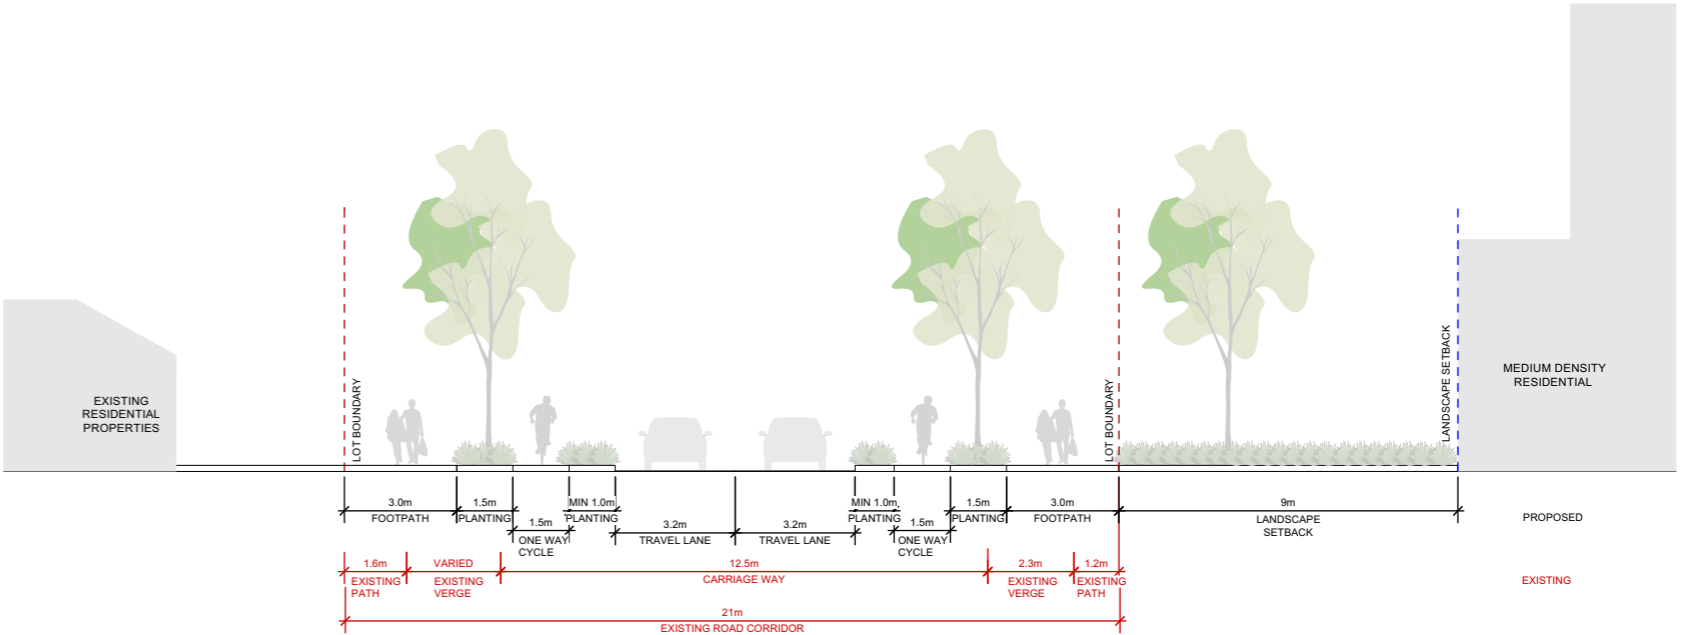 EXISTING
RESIDENTIAL
PROPERTIES
LOT BOUNDARY
LOT BOUNDARY
LANDSCAPE SETBACK
MEDIUM DENSITY
RESIDENTIAL
3.0m
FOOTPATH
1.5m
PLANTING
1.5m
ONE WAY
CYCLE
MIN 1.0m
PLANTING
3.2m
TRAVEL LANE
3.2m
TRAVEL LANE
MIN 1.0m
PLANTING
1.5m
ONE WAY
CYCLE
1.5m
PLANTING
3.0m
FOOTPATH
9m
LANDSCAPE
SETBACK
PROPOSED
1.6m
EXISTING
PATH
VARIED
EXISTING
VERGE
12.5m
CARRIAGE WAY
2.3m
EXISTING
VERGE
1.2m
EXISTING
PATH
EXISTING
21m
EXISTING ROAD CORRIDOR